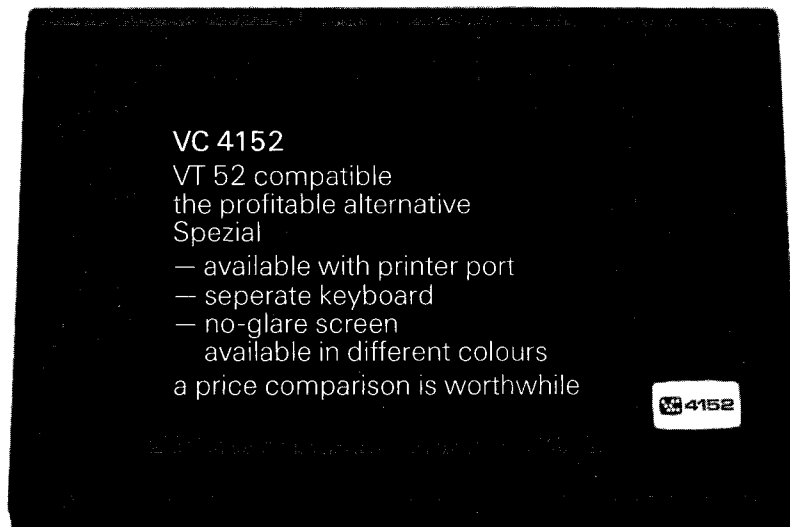 VC 4152
VT 52 compatible
the profitable alternative
Spezial
— available with printer port
— seperate keyboard
— no-glare screen
available in different colours
a price comparison is worthwhile
VC 4152